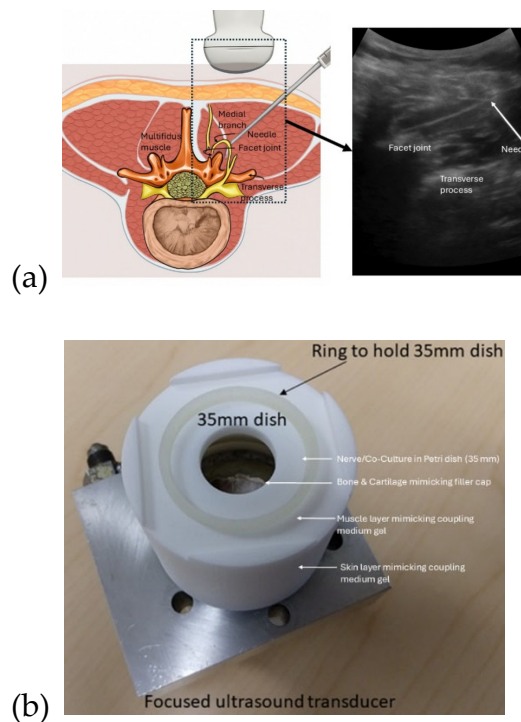 Medial
branch
Multifidus
muscle
Needle
Facet joint
Transverse
process
Facet joint
Need
Transverse
process
(a)
Ring to hold 35mm dish
35mm dish
Nerve/Co-Culture in Petri dish (35 mm)
Bone & Cartilage mimicking filler cap
Muscle layer mimicking coupling
medium gel
Skin layer mimicking coupling
medium gel
Focused ultrasound transducer
(b)